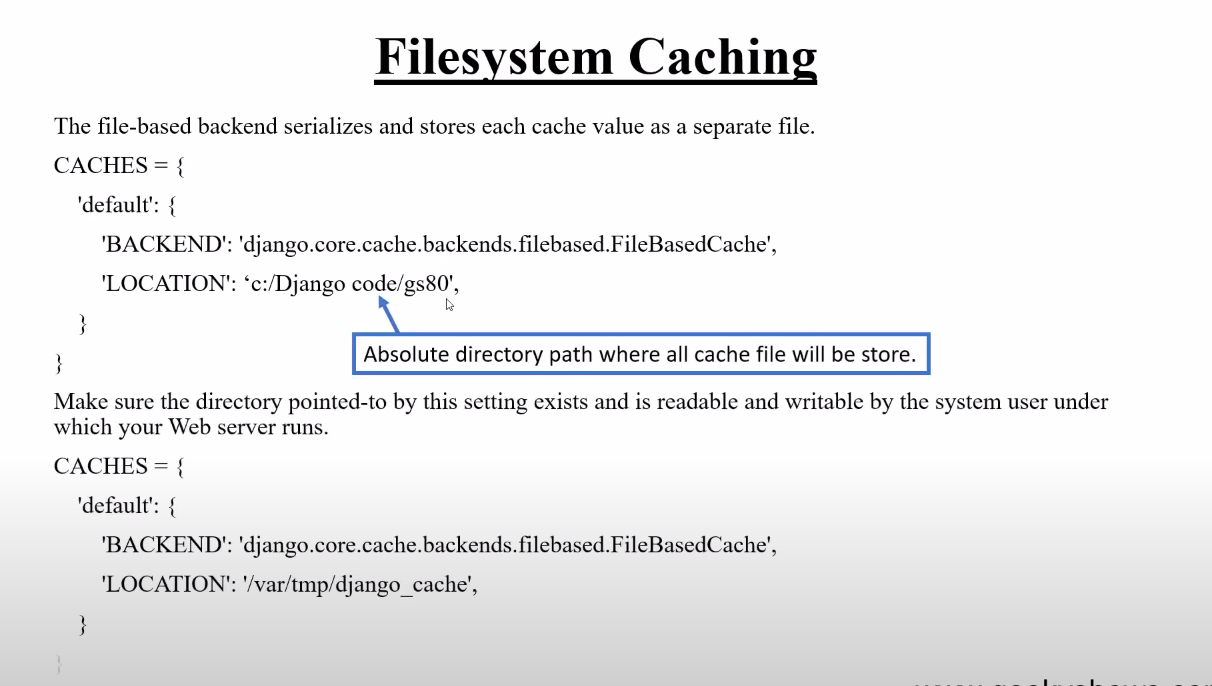 Filesystem Caching
The file-based backend serializes and stores each cache value as a separate file.
CACHES = {
'default': {
'BACKEND': 'django.core.cache.backends.filebased.FileBasedCache',
'LOCATION': ‘c:/Django code/gs80',
}
Absolute directory path where all cache file will be store.
}
Make sure the directory pointed-to by this setting exists and is readable and writable by the system user under
which your Web server runs.
CACHES = {
'default': {
'BACKEND': 'django.core.cache.backends.filebased.FileBasedCache',
'LOCATION': '/var/tmp/django_cache',
}
}